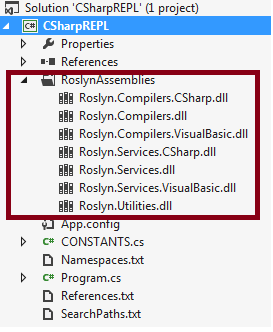 Solution 'CSharpREPL' (1 project)
C# CSharpREPL
Properties
References
RoslynAssemblies
Roslyn.Compilers.CSharp.dll
Roslyn.Compilers.dll
Roslyn.Compilers.VisualBasic.dll
Roslyn.Services.CSharp.dll
Roslyn.Services.dll
Roslyn.Services.VisualBasic.dll
Roslyn.Utilities.dll
App.config
C# CONSTANTS.cs
Namespaces.txt
C# Program.cs
References.txt
SearchPaths.txt